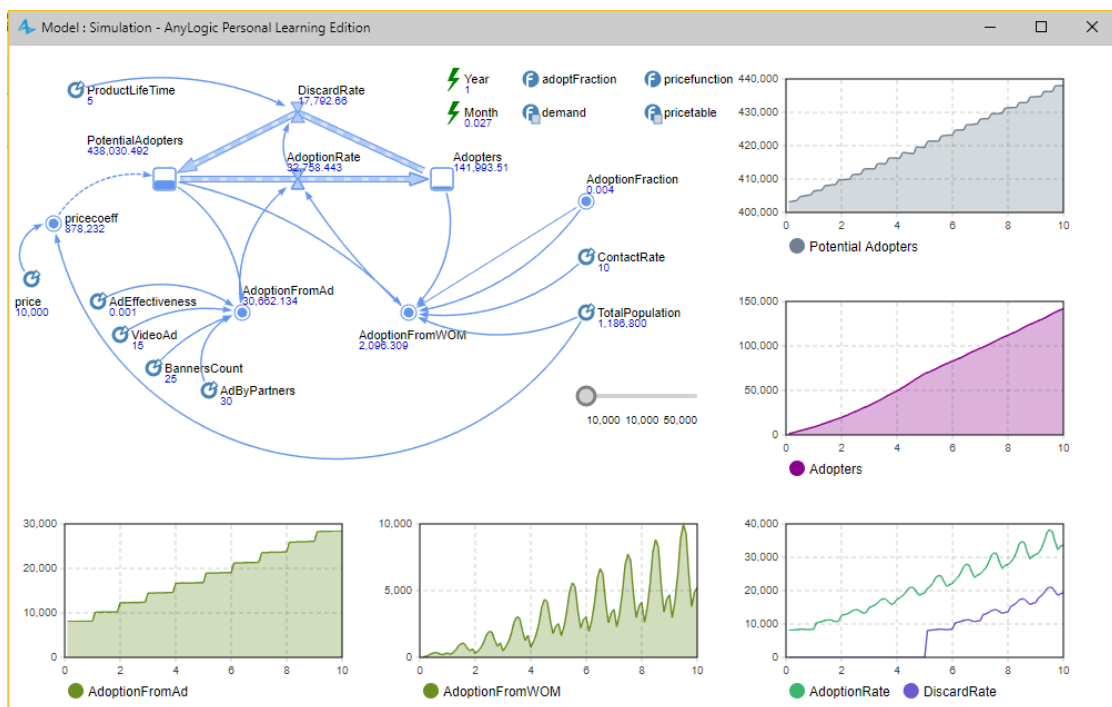 Model : Simulation - AnyLogic Personal Learning Edition
ProductLifeTime
5
DiscardRate
17,792.66
Year
1
adoptFraction
pricefunction
Month
0.027
demand
pricetable
PotentialAdopters
438,030.492
AdoptionRate
32,758.443
Adopters
141,993.51
AdoptionFraction
0.004
pricecoeff
878,232
ContactRate
10
price
10,000
AdEffectiveness
0.001
AdoptionFromAd
30,662.134
TotalPopulation
1,186,800
VideoAd
15
AdoptionFromWOM
2,096.309
BannersCount
25
AdByPartners
30
10,000 10,000 50,000
440,000
430,000
420,000
410,000
400,000
0 2 4 6 8 10
Potential Adopters
150,000
100,000
50,000
0
0 2 4 6 8 10
Adopters
30,000
20,000
10,000
0
0 2 4 6 8 10
AdoptionFromAd
10,000
5,000
0
0 2 4 6 8 10
AdoptionFromWOM
40,000
30,000
20,000
10,000
0
0 2 4 6 8 10
AdoptionRate DiscardRate